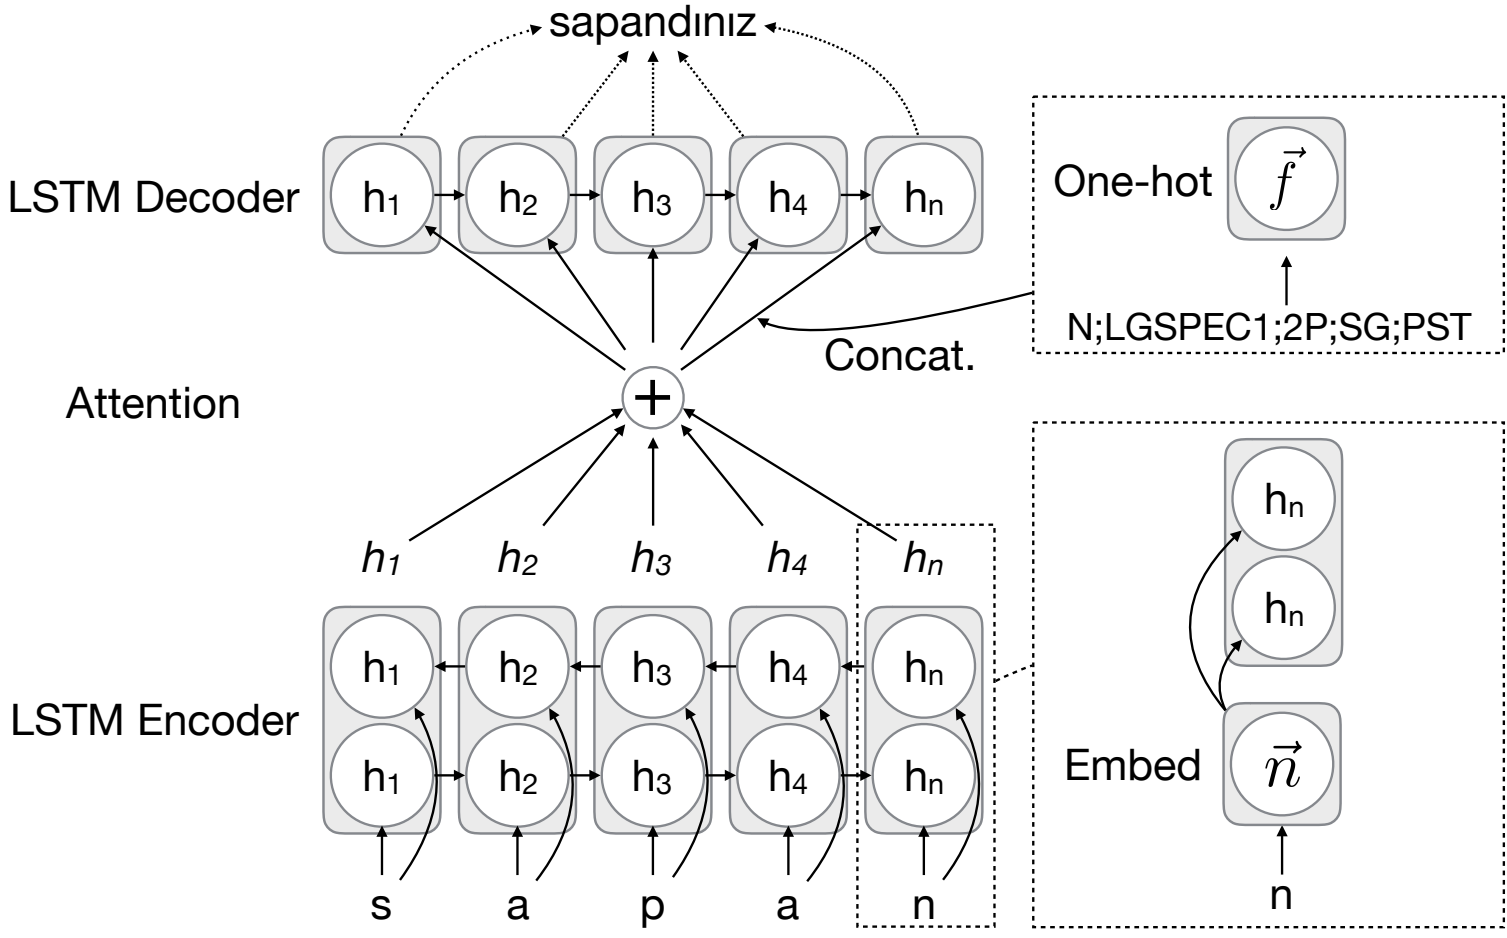 sapandınız
LSTM Decoder
h1 h2 h3 h4 hn
One-hot
f
N;LGSPEC1;2P;SG;PST
Concat.
Attention
+
h1 h2 h3 h4 hn
LSTM Encoder
h1 h2 h3 h4 hn
h1 h2 h3 h4 hn
s a p a n
hn
hn
Embed
n
n